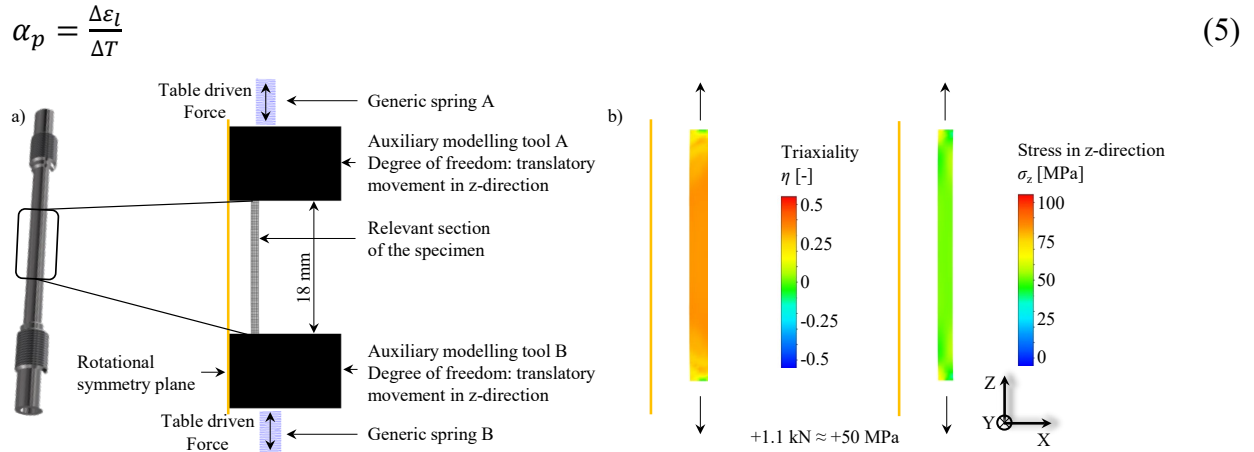 α_p = Δε_l / ΔT (5)
a)
Table driven
Force
Generic spring A
Auxiliary modelling tool A
Degree of freedom: translatory
movement in z-direction
Relevant section
of the specimen
18 mm
Rotational
symmetry plane
Auxiliary modelling tool B
Degree of freedom: translatory
movement in z-direction
Table driven
Force
Generic spring B
b)
Triaxiality
η [-]
0.5
0.25
0
-0.25
-0.5
Stress in z-direction
σ_z [MPa]
100
75
50
25
0
+1.1 kN ≈ +50 MPa
Z
Y
X